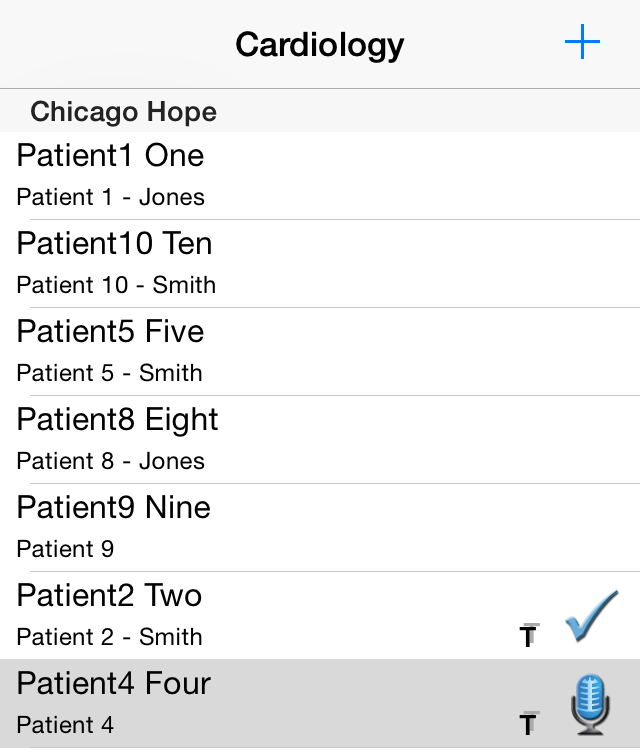 Cardiology
Chicago Hope
Patient1 One
Patient 1 - Jones
Patient10 Ten
Patient 10 - Smith
Patient5 Five
Patient 5 - Smith
Patient8 Eight
Patient 8 - Jones
Patient9 Nine
Patient 9
Patient2 Two
Patient 2 - Smith T
Patient4 Four
Patient 4 T